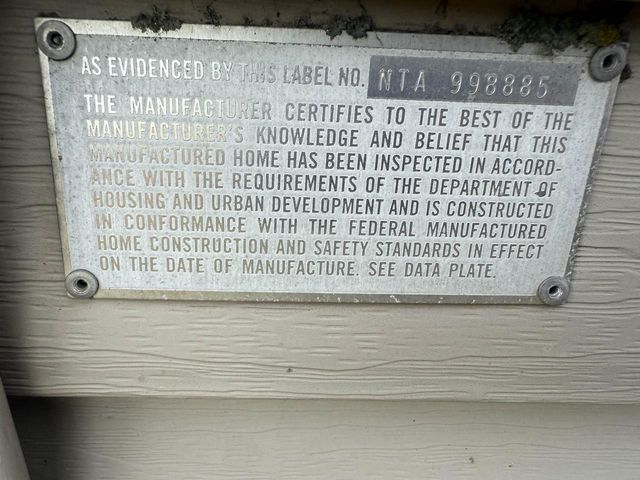 AS EVIDENCED BY THIS LABEL NO. NTA 998885
THE MANUFACTURER CERTIFIES TO THE BEST OF THE
MANUFACTURER'S KNOWLEDGE AND BELIEF THAT THIS
MANUFACTURED HOME HAS BEEN INSPECTED IN ACCORD-
ANCE WITH THE REQUIREMENTS OF THE DEPARTMENT OF
HOUSING AND URBAN DEVELOPMENT AND IS CONSTRUCTED
IN CONFORMANCE WITH THE FEDERAL MANUFACTURED
HOME CONSTRUCTION AND SAFETY STANDARDS IN EFFECT
ON THE DATE OF MANUFACTURE. SEE DATA PLATE.